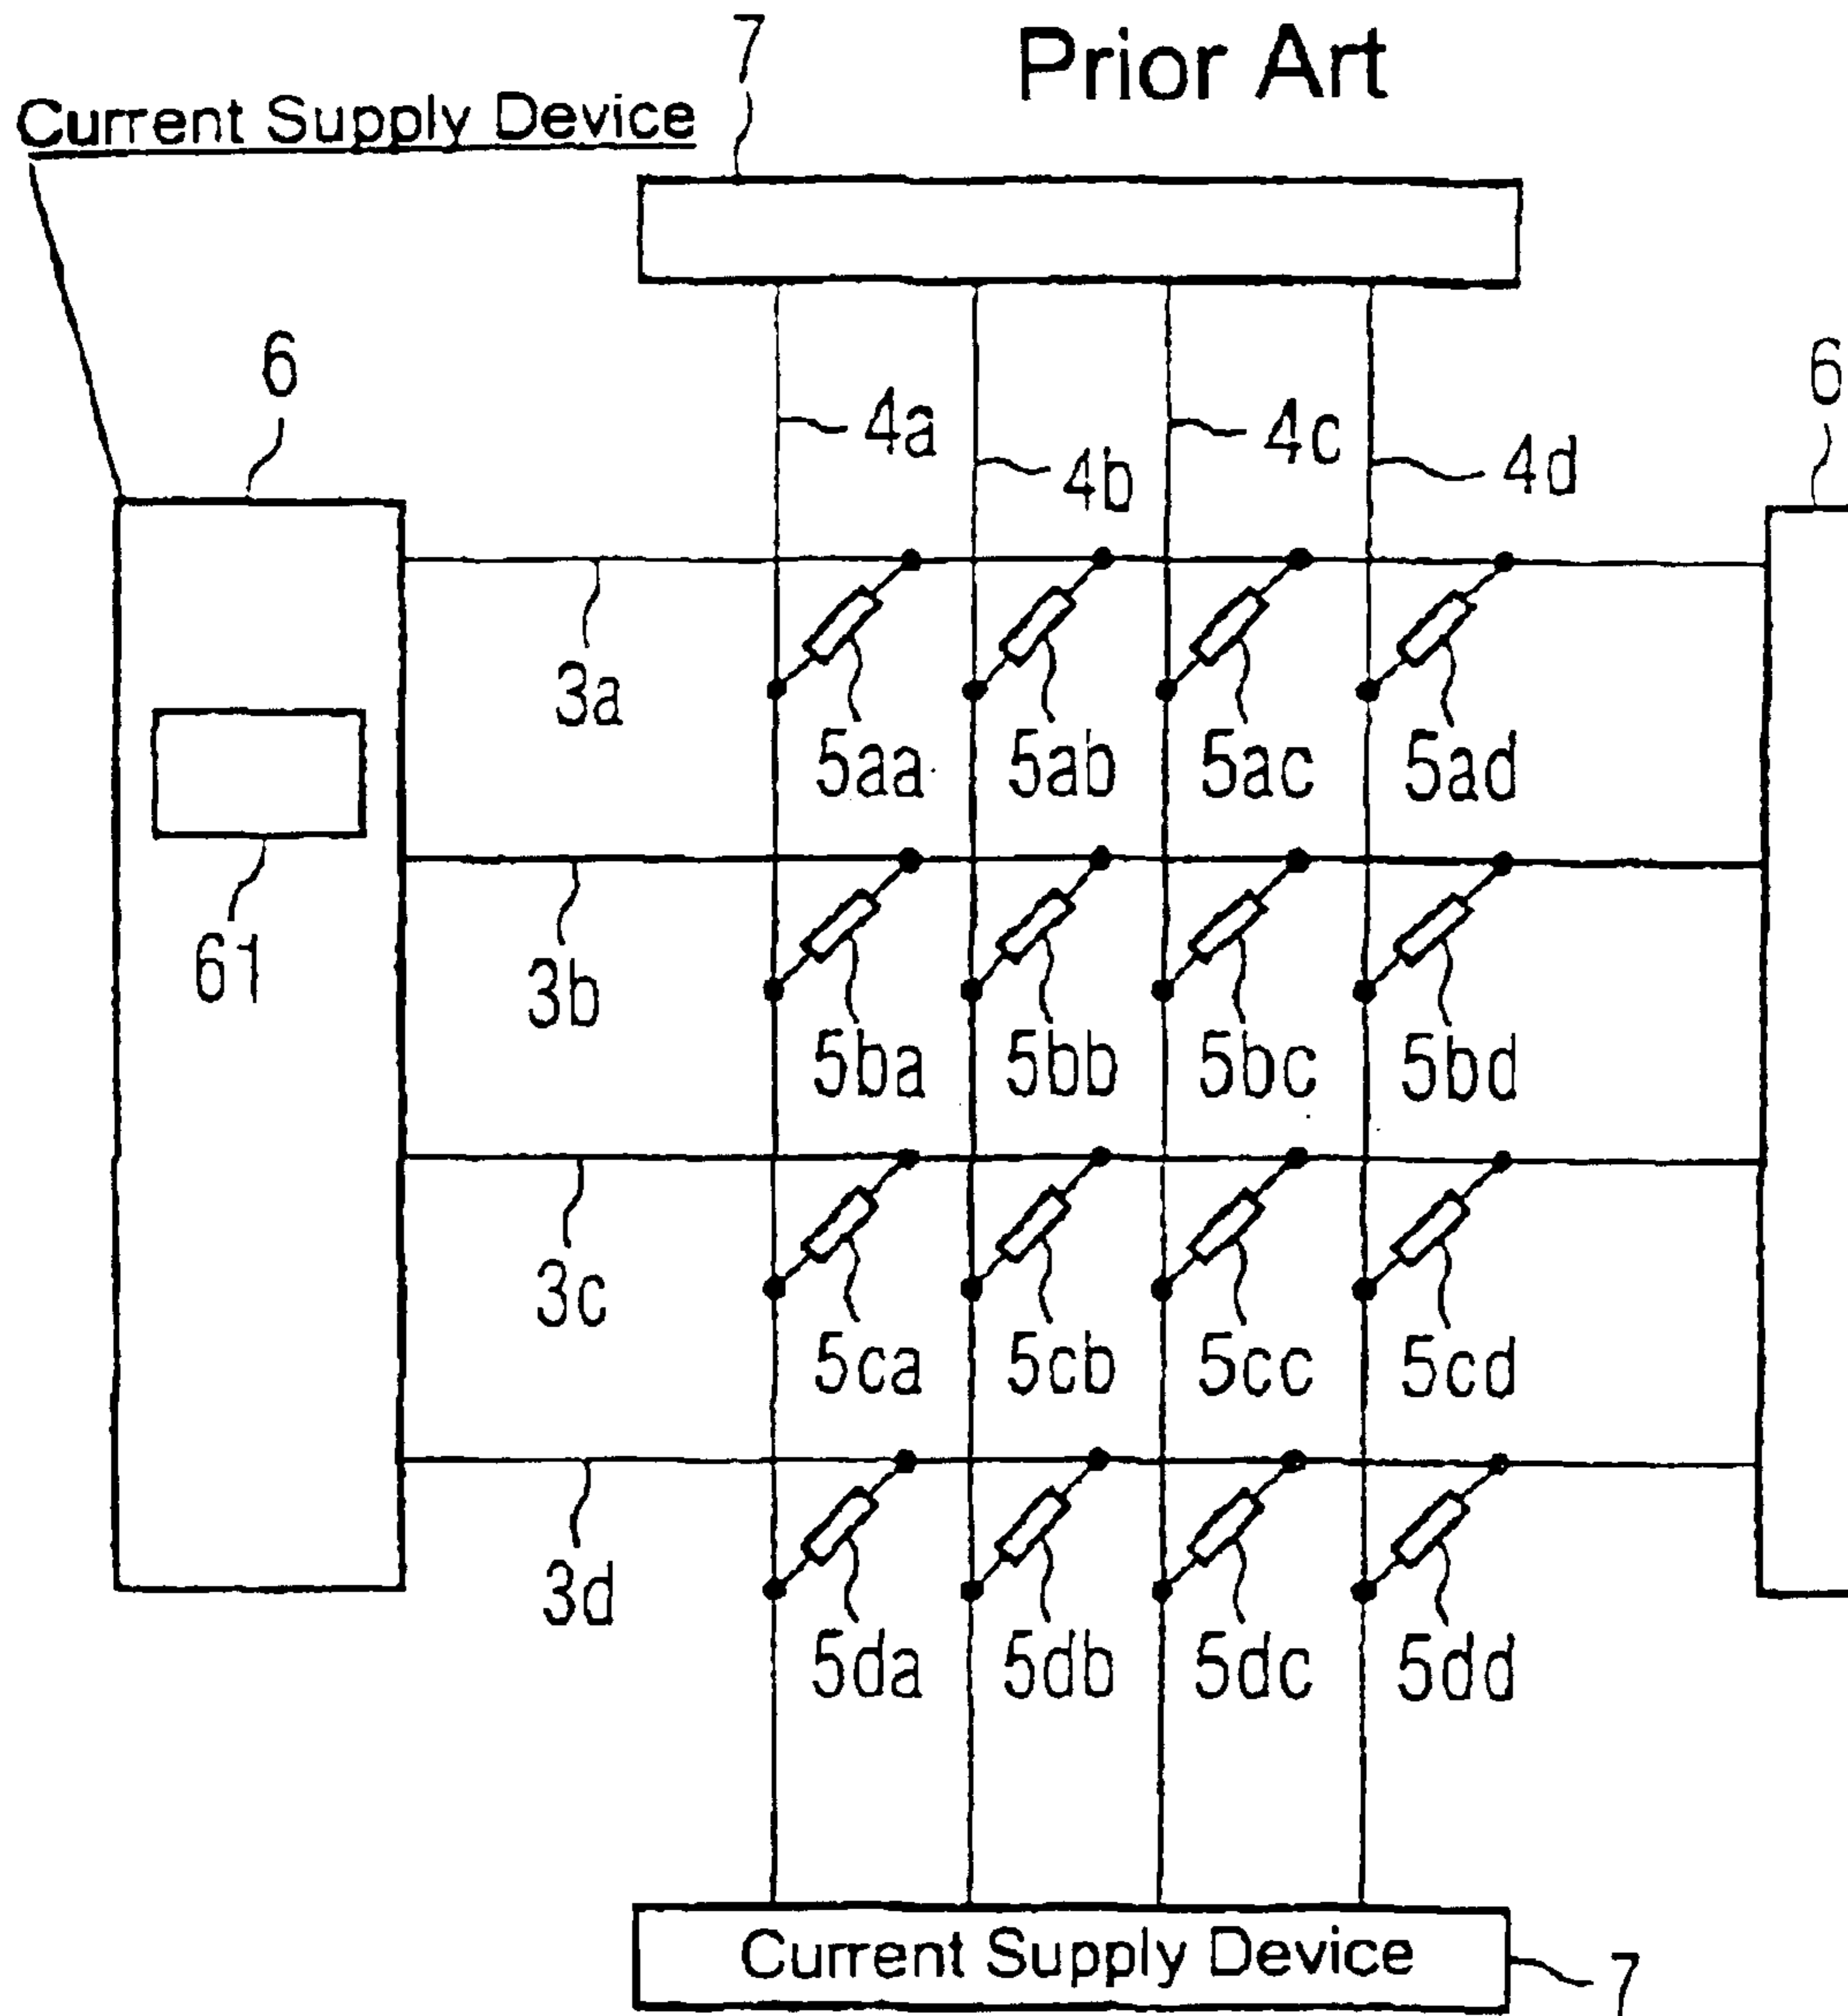 7
Prior Art
Current Supply Device
6
6
4a
4c
4b
4d
3a
5aa
5ab
5ac
5ad
61
3b
5ba
5bb
5bc
5bd
3c
5ca
5cb
5cc
5cd
3d
5da
5db
5dc
5dd
Current Supply Device
7